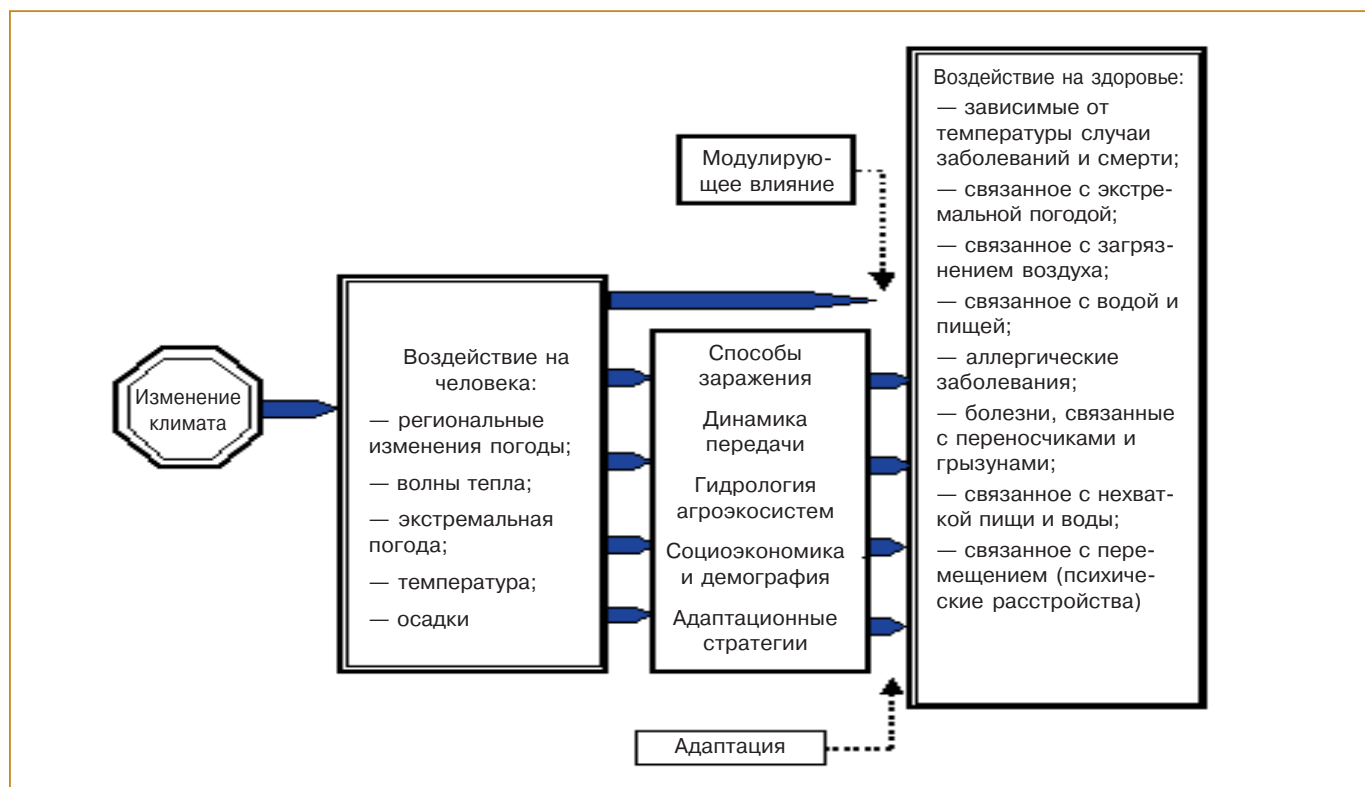 Изменение
климата
Воздействие на
человека:
— региональные
изменения погоды;
— волны тепла;
— экстремальная
погода;
— температура;
— осадки
Модулирую-
щее влияние
Способы
заражения
Динамика
передачи
Гидрология
агроэкосистем
Социоэкономика
и демография
Адаптационные
стратегии
Адаптация
Воздействие на здоровье:
— зависимые от
температуры случаи
заболеваний и смерти;
— связанное с экстре-
мальной погодой;
— связанное с загряз-
нением воздуха;
— связанное с водой и
пищей;
— аллергические
заболевания;
— болезни, связанные
с переносчиками и
грызунами;
— связанное с нехват-
кой пищи и воды;
— связанное с пере-
мещением (психиче-
ские расстройства)